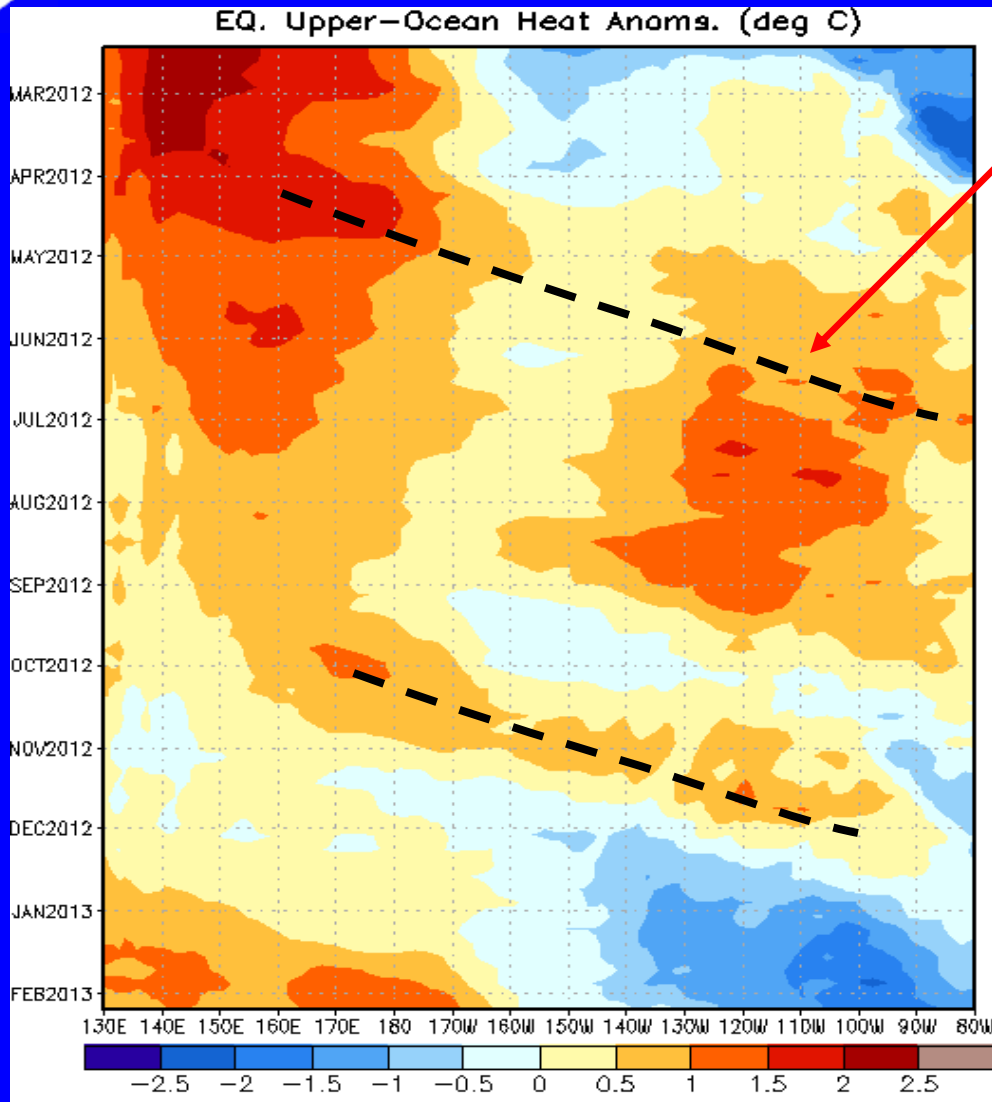 EQ. Upper-Ocean Heat Anoms. (deg C)
MAR2012
APR2012
MAY2012
JUN2012
JUL2012
AUG2012
SEP2012
OCT2012
NOV2012
DEC2012
JAN2013
FEB2013
130E 140E 150E 160E 170E 180 170W 160W 150W 140W 130W 120W 110W 100W 90W 80W
-2.5 -2 -1.5 -1 -0.5 0 0.5 1 1.5 2 2.5